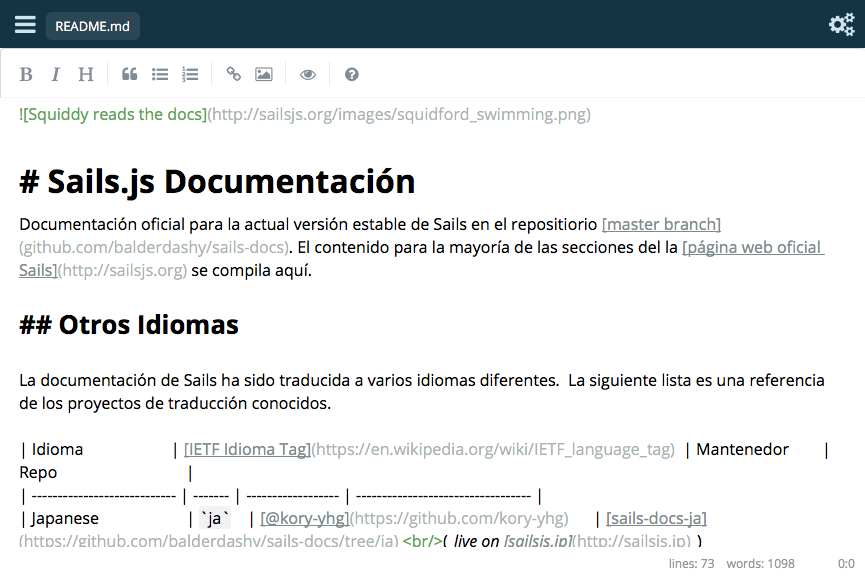 README.md
B I H
![Squiddy reads the docs](http://sailsjs.org/images/squidford_swimming.png)
# Sails.js Documentación
Documentación oficial para la actual versión estable de Sails en el repositiorio [master branch]
(github.com/balderdashy/sails-docs). El contenido para la mayoría de las secciones del la [página web oficial
Sails](http://sailsjs.org) se compila aquí.
## Otros Idiomas
La documentación de Sails ha sido traducida a varios idiomas diferentes.  La siguiente lista es una referencia
de los proyectos de traducción conocidos.
| Idioma | [IETF Idioma Tag](https://en.wikipedia.org/wiki/IETF_language_tag) | Mantenedor |
Repo |
| ---------------------------- | ------- | ------------------ | ---------------------------------- |
| Japanese | `ja` | [@kory-yhg](https://github.com/kory-yhg) | [sails-docs-ja]
(https://github.com/balderdashy/sails-docs/tree/ja) <br/>( live on [sailsjs.jp](http://sailsjs.jp) )
lines: 73 words: 1098 0:0